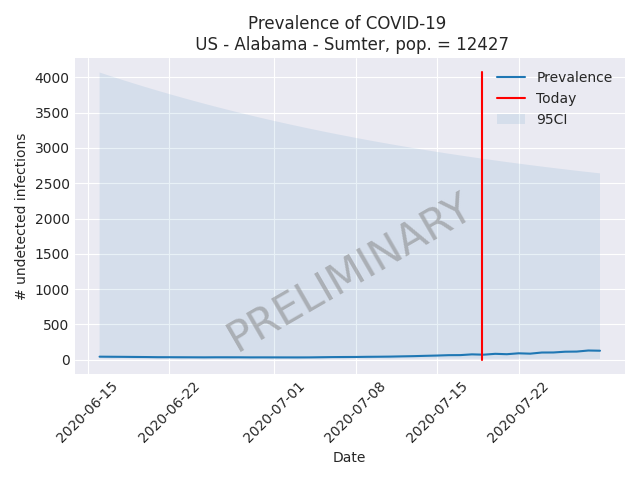 Prevalence of COVID-19
US - Alabama - Sumter, pop. = 12427
4000
3500
3000
2500
2000
1500
1000
500
0
# undetected infections
Prevalence
Today
95CI
PRELIMINARY
2020-06-15
2020-06-22
2020-07-01
2020-07-08
2020-07-15
2020-07-22
Date